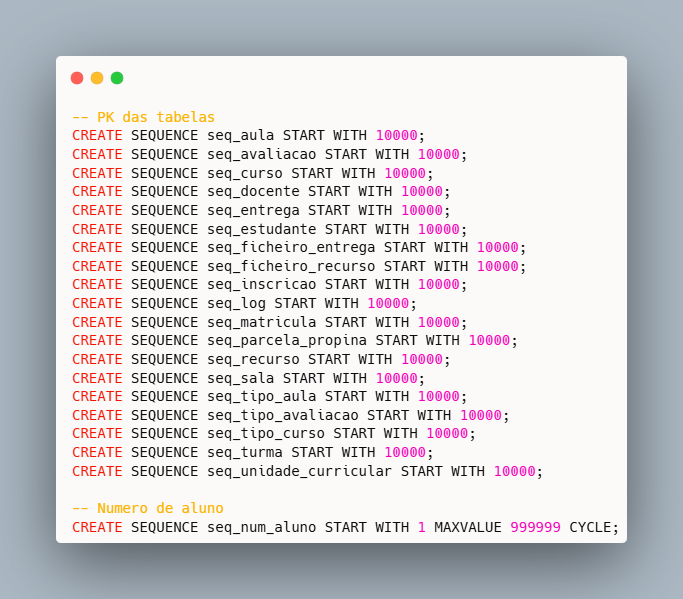 -- PK das tabelas
CREATE SEQUENCE seq_aula START WITH 10000;
CREATE SEQUENCE seq_avaliacao START WITH 10000;
CREATE SEQUENCE seq_curso START WITH 10000;
CREATE SEQUENCE seq_docente START WITH 10000;
CREATE SEQUENCE seq_entrega START WITH 10000;
CREATE SEQUENCE seq_estudante START WITH 10000;
CREATE SEQUENCE seq_ficheiro_entrega START WITH 10000;
CREATE SEQUENCE seq_ficheiro_recurso START WITH 10000;
CREATE SEQUENCE seq_inscricao START WITH 10000;
CREATE SEQUENCE seq_log START WITH 10000;
CREATE SEQUENCE seq_matricula START WITH 10000;
CREATE SEQUENCE seq_parcela_propina START WITH 10000;
CREATE SEQUENCE seq_recurso START WITH 10000;
CREATE SEQUENCE seq_sala START WITH 10000;
CREATE SEQUENCE seq_tipo_aula START WITH 10000;
CREATE SEQUENCE seq_tipo_avaliacao START WITH 10000;
CREATE SEQUENCE seq_tipo_curso START WITH 10000;
CREATE SEQUENCE seq_turma START WITH 10000;
CREATE SEQUENCE seq_unidade_curricular START WITH 10000;
-- Numero de aluno
CREATE SEQUENCE seq_num_aluno START WITH 1 MAXVALUE 999999 CYCLE;